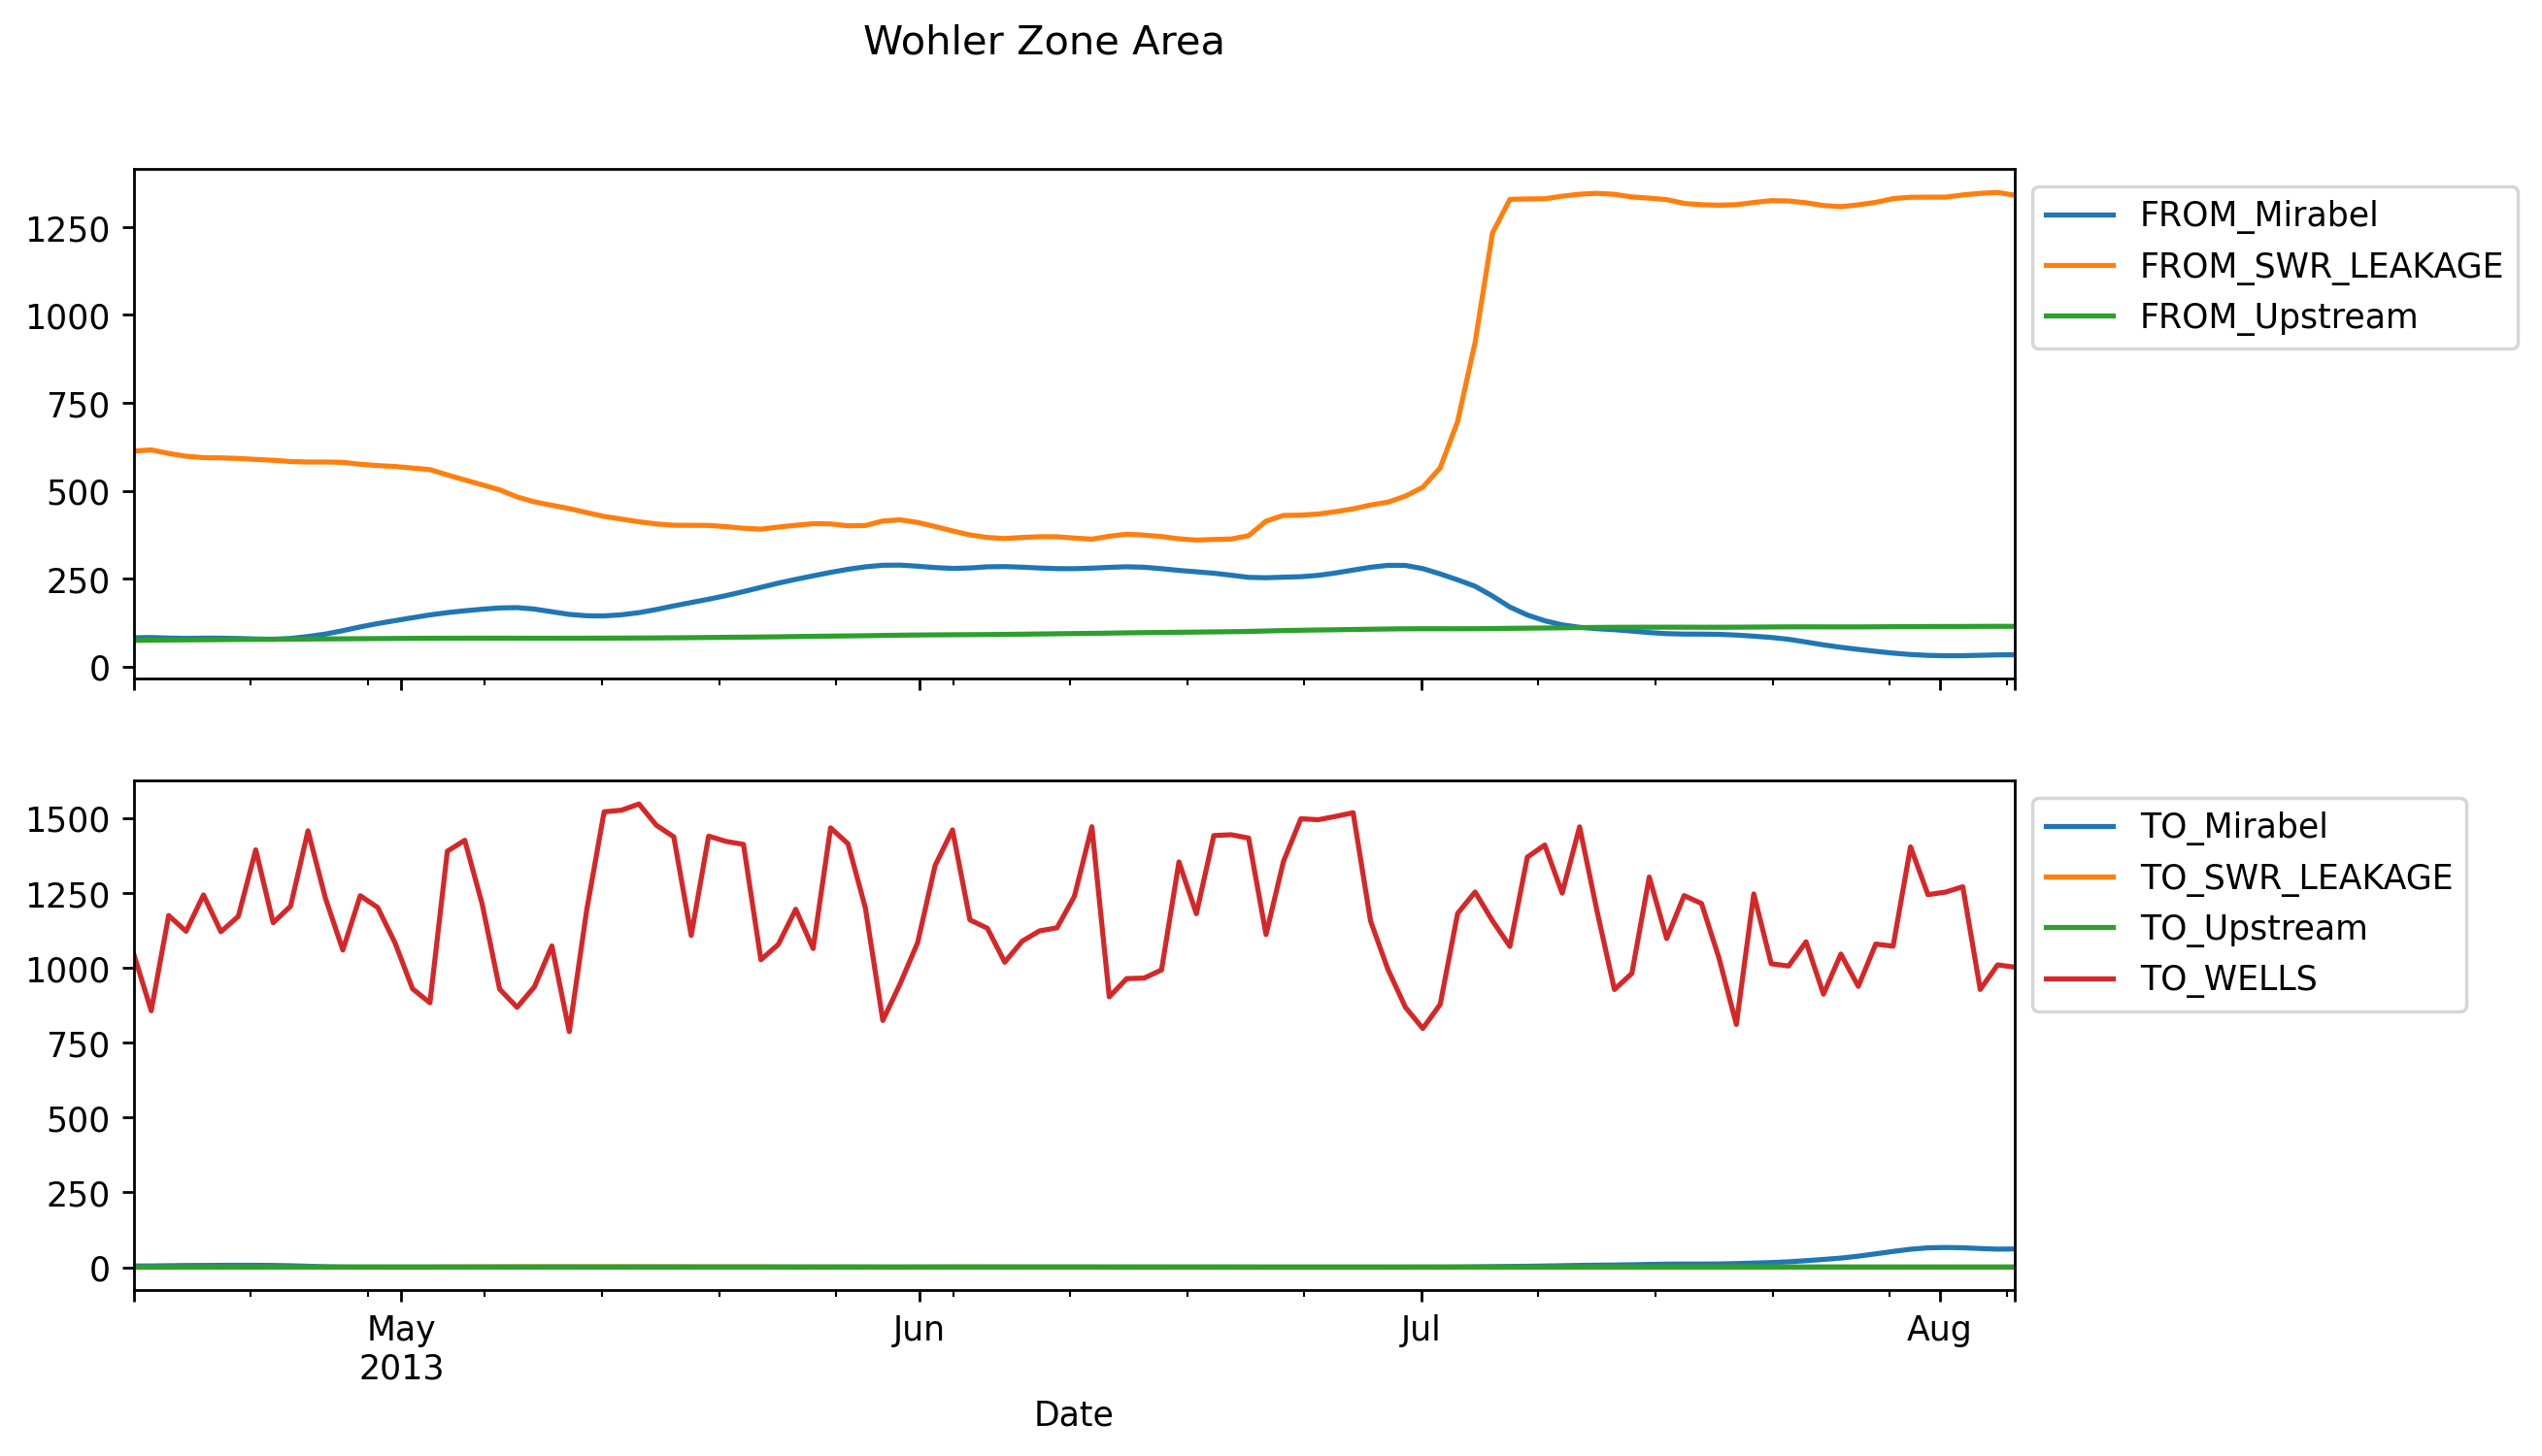 Wohler Zone Area
1250
1000
750
500
250
0
FROM_Mirabel
FROM_SWR_LEAKAGE
FROM_Upstream
1500
1250
1000
750
500
250
0
TO_Mirabel
TO_SWR_LEAKAGE
TO_Upstream
TO_WELLS
May Jun Jul Aug
2013
Date